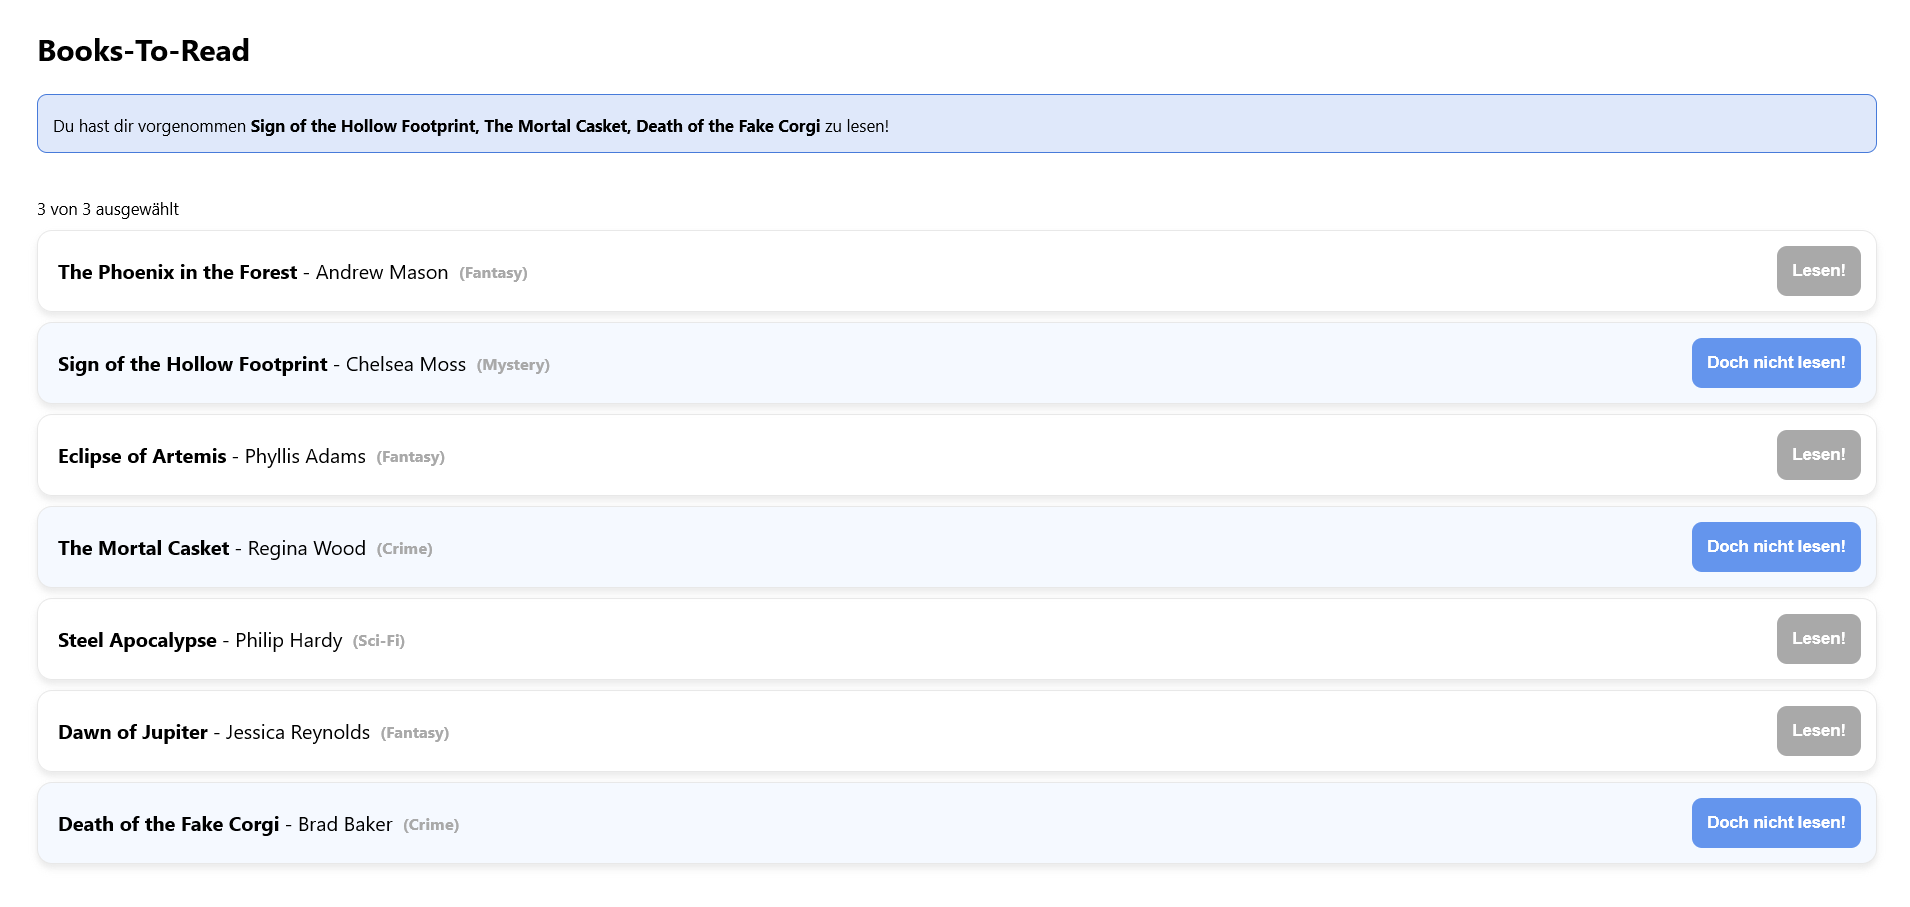 Books-To-Read
Du hast dir vorgenommen Sign of the Hollow Footprint, The Mortal Casket, Death of the Fake Corgi zu lesen!
3 von 3 ausgewählt
The Phoenix in the Forest - Andrew Mason (Fantasy) Lesen!
Sign of the Hollow Footprint - Chelsea Moss (Mystery) Doch nicht lesen!
Eclipse of Artemis - Phyllis Adams (Fantasy) Lesen!
The Mortal Casket - Regina Wood (Crime) Doch nicht lesen!
Steel Apocalypse - Philip Hardy (Sci-Fi) Lesen!
Dawn of Jupiter - Jessica Reynolds (Fantasy) Lesen!
Death of the Fake Corgi - Brad Baker (Crime) Doch nicht lesen!